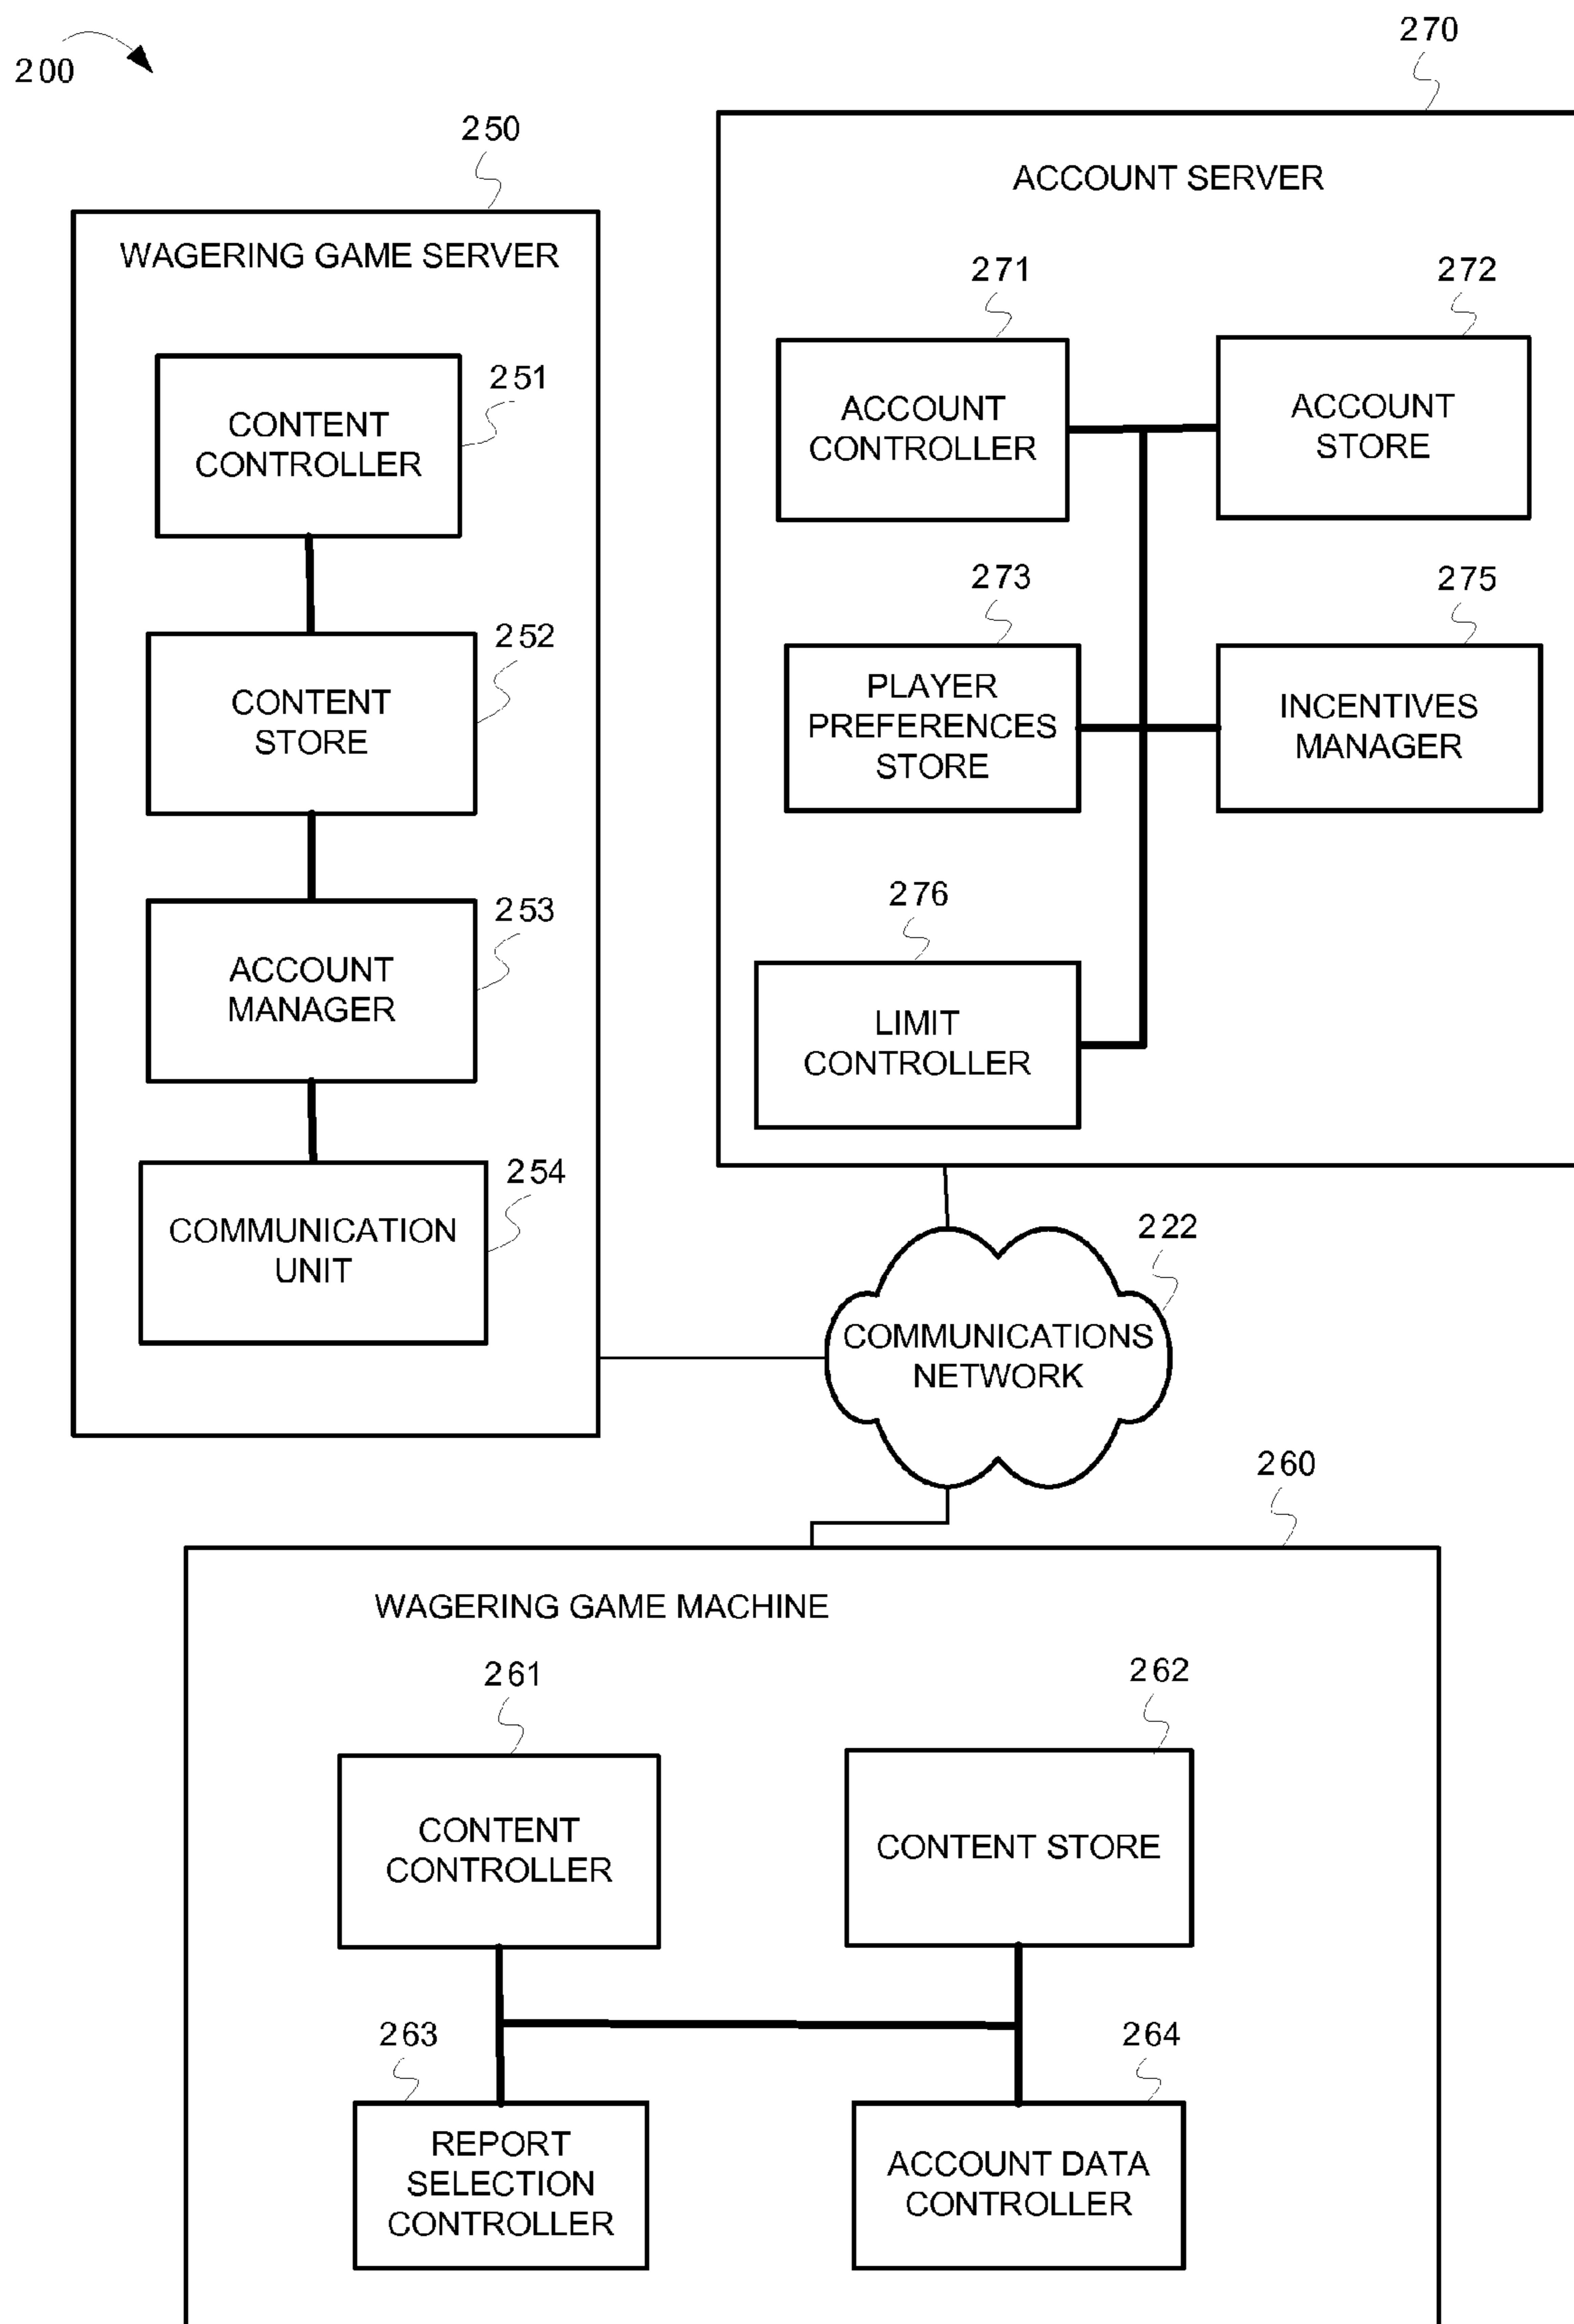 200
250
WAGERING GAME SERVER
251
CONTENT
CONTROLLER
252
CONTENT
STORE
253
ACCOUNT
MANAGER
254
COMMUNICATION
UNIT
270
ACCOUNT SERVER
271
ACCOUNT
CONTROLLER
272
ACCOUNT
STORE
273
PLAYER
PREFERENCES
STORE
275
INCENTIVES
MANAGER
276
LIMIT
CONTROLLER
222
COMMUNICATIONS
NETWORK
260
WAGERING GAME MACHINE
261
CONTENT
CONTROLLER
262
CONTENT STORE
263
REPORT
SELECTION
CONTROLLER
264
ACCOUNT DATA
CONTROLLER